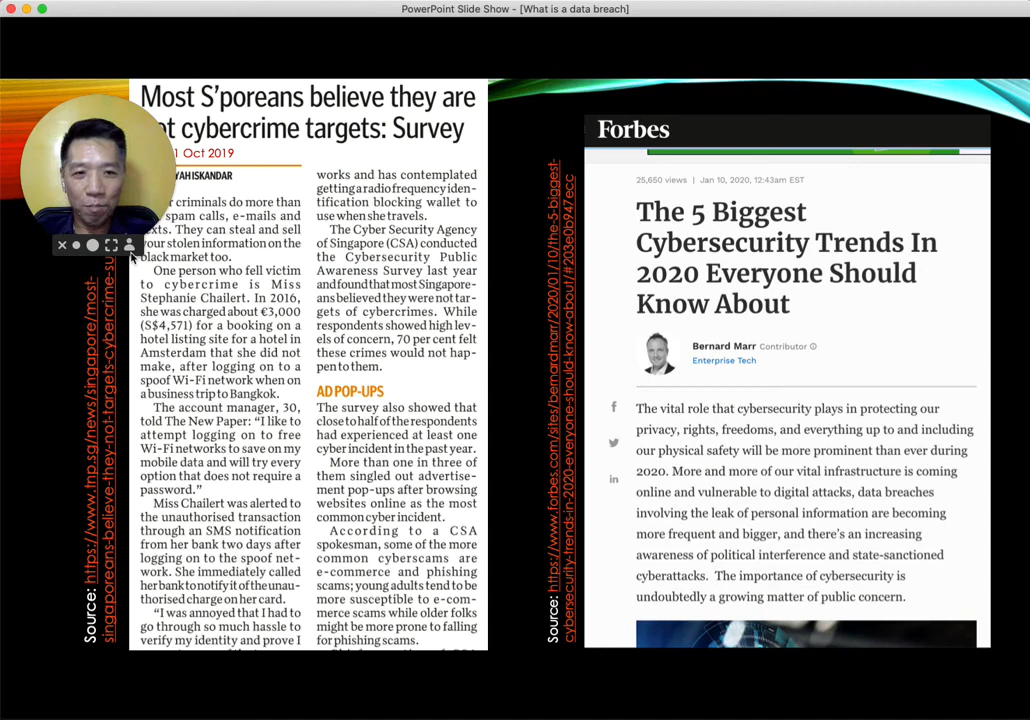 PowerPoint Slide Show - [What is a data breach]
Most S'poreans believe they are
cybercrime targets: Survey
1 Oct 2019
YAH ISKANDAR
criminals do more than
spam calls, e-mails and
They can steal and sell
your stolen information on the
black market too.
One person who fell victim
to cybercrime is Miss
Stephanie Chailert. In 2016,
she was charged about €3,000
(S$4,571) for a booking on a
hotel listing site for a hotel in
Amsterdam that she did not
make, after logging on to a
spoof Wi-Fi network when on
a business trip to Bangkok.
The account manager, 30,
told The New Paper: “I like to
attempt logging on to free
Wi-Fi networks to save on my
mobile data and will try every
option that does not require a
password.”
Miss Chailert was alerted to
the unauthorised transaction
through an SMS notification
from her bank two days after
logging on to the spoof net-
work. She immediately called
her bank to notify it of the unau-
thorised charge on her card.
“I was annoyed that I had to
go through so much hassle to
verify my identity and prove I
works and has contemplated
getting a radio frequency iden-
tification blocking wallet to
use when she travels.
The Cyber Security Agency
of Singapore (CSA) conducted
the Cybersecurity Public
Awareness Survey last year
and found that most Singapore-
ans believed they were not tar-
gets of cybercrimes. While
respondents showed high lev-
els of concern, 70 per cent felt
these crimes would not hap-
pen to them.
AD POP-UPS
The survey also showed that
close to half of the respondents
had experienced at least one
cyber incident in the past year.
More than one in three of
them singled out advertise-
ment pop-ups after browsing
websites online as the most
common cyber incident.
According to a CSA
spokesman, some of the more
common cyberscams are
e-commerce and phishing
scams; young adults tend to be
more susceptible to e-com-
merce scams while older folks
might be more prone to falling
for phishing scams.
Source: https://www.tnp.sg/news/singapore/most-
singaporeans-believe-they-not-targets-cybercrime-su
Forbes
25,650 views | Jan 10, 2020, 12:43am EST
The 5 Biggest
Cybersecurity Trends In
2020 Everyone Should
Know About
Bernard Marr Contributor
Enterprise Tech
The vital role that cybersecurity plays in protecting our
privacy, rights, freedoms, and everything up to and including
our physical safety will be more prominent than ever during
2020. More and more of our vital infrastructure is coming
online and vulnerable to digital attacks, data breaches
involving the leak of personal information are becoming
more frequent and bigger, and there's an increasing
awareness of political interference and state-sanctioned
cyberattacks. The importance of cybersecurity is
undoubtedly a growing matter of public concern.
Source: https://www.forbes.com/sites/bernardmarr/2020/01/10/the-5-biggest-
cybersecurity-trends-in-2020-everyone-should-know-about/#203e0b947ecc